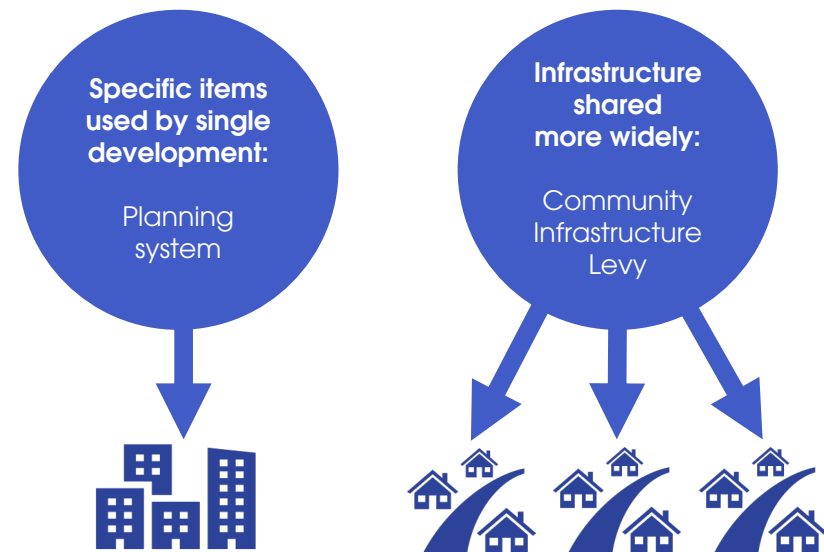 Specific items
used by single
development:
Planning
system
Infrastructure
shared
more widely:
Community
Infrastructure
Levy